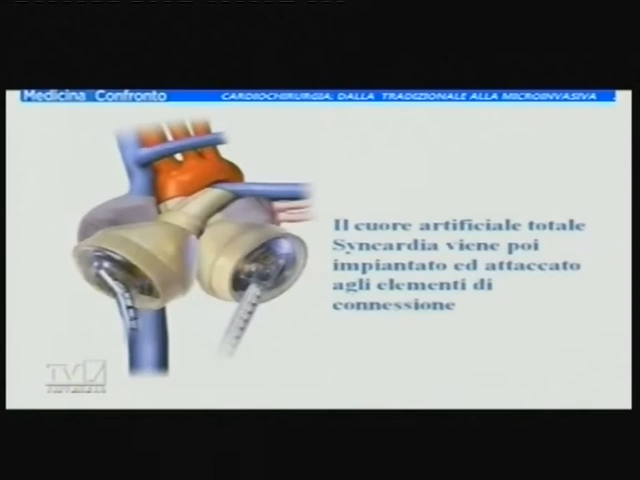 Medicina Confronto
CARDIOCHIRURGIA: DALLA TRADIZIONALE ALLA MICROINVASIVA
Il cuore artificiale totale
Syncardia viene poi
impiantato ed attaccato
agli elementi di
connessione
TV